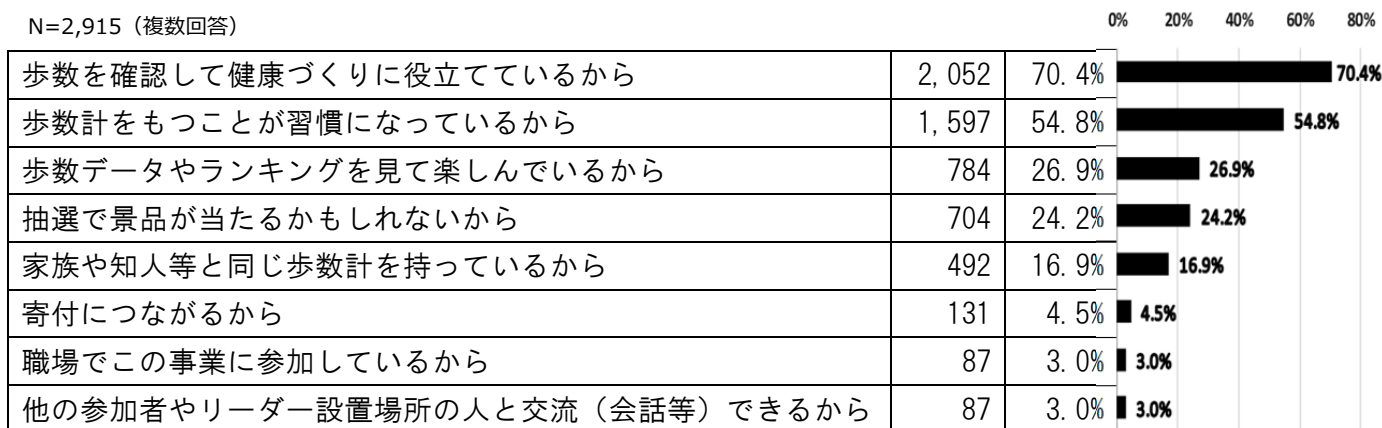 N=2,915（複数回答）
0% 20% 40% 60% 80%
歩数を確認して健康づくりに役立てているから 2,052 70.4% 70.4%
歩数計をもつことが習慣になっているから 1,597 54.8% 54.8%
歩数データやランキングを見て楽しんでいるから 784 26.9% 26.9%
抽選で景品が当たるかもしれないから 704 24.2% 24.2%
家族や知人等と同じ歩数計を持っているから 492 16.9% 16.9%
寄付につながるから 131 4.5% 4.5%
職場でこの事業に参加しているから 87 3.0% 3.0%
他の参加者やリーダー設置場所の人と交流（会話等）できるから 87 3.0% 3.0%